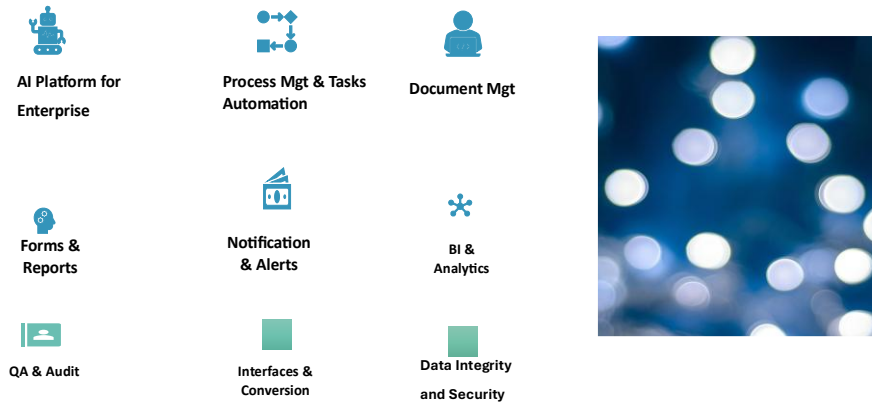 AI Platform for
Enterprise
Process Mgt & Tasks
Automation
Document Mgt
Forms &
Reports
Notification
& Alerts
BI &
Analytics
QA & Audit
Interfaces &
Conversion
Data Integrity
and Security